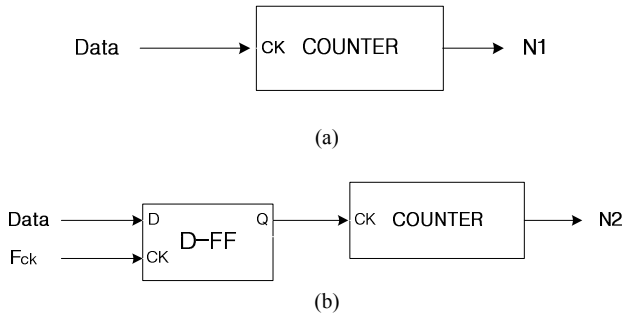 Data CK COUNTER N1
(a)
Data D Q CK COUNTER N2
D-FF
Fck CK
(b)